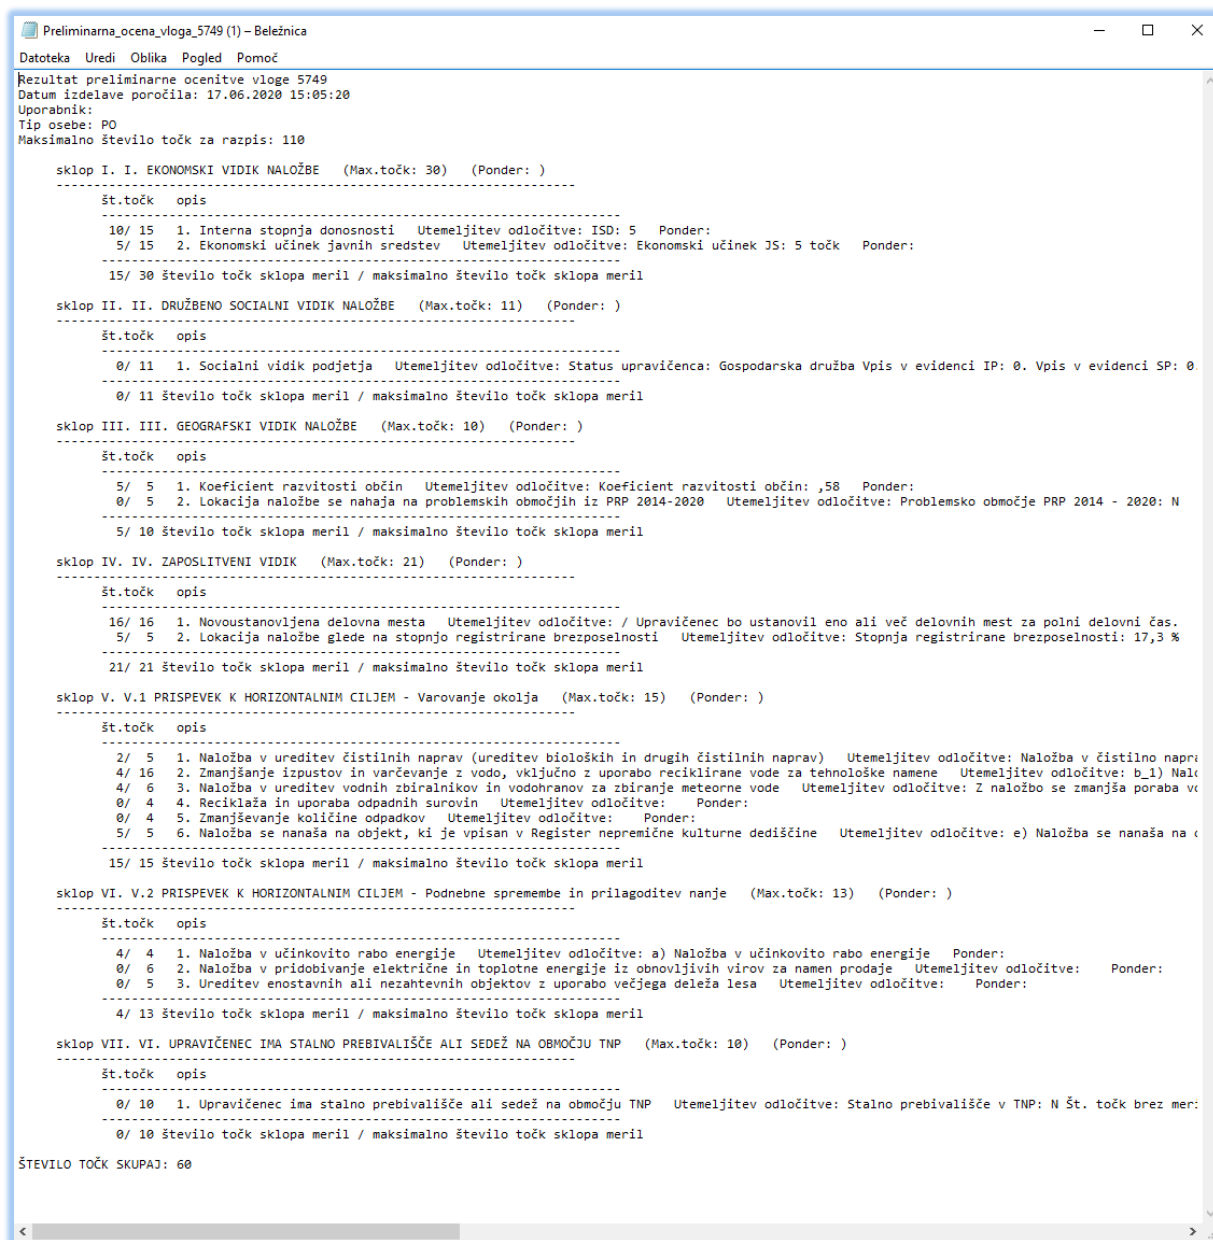 Preliminarna_ocena_vloga_5749 (1) – Beležnica
Datoteka Uredi Oblika Pogled Pomoč
Rezultat preliminarne ocenitve vloge 5749
Datum izdelave poročila: 17.06.2020 15:05:20
Uporabnik:
Tip osebe: PO
Maksimalno število točk za razpis: 110
sklop I. I. EKONOMSKI VIDIK NALOŽBE (Max.točk: 30) (Ponder: )
--------------------------------------------------------------------
št.točk opis
--------------------------------------------------------------------
10/ 15 1. Interna stopnja donosnosti Utemeljitev odločitve: ISD: 5 Ponder:
5/ 15 2. Ekonomski učinek javnih sredstev Utemeljitev odločitve: Ekonomski učinek JS: 5 točk Ponder:
--------------------------------------------------------------------
15/ 30 število točk sklopa meril / maksimalno število točk sklopa meril
sklop II. II. DRUŽBENO SOCIALNI VIDIK NALOŽBE (Max.točk: 11) (Ponder: )
--------------------------------------------------------------------
št.točk opis
--------------------------------------------------------------------
0/ 11 1. Socialni vidik podjetja Utemeljitev odločitve: Status upravičenca: Gospodarska družba Vpis v evidenci IP: 0. Vpis v evidenci SP: 0.
--------------------------------------------------------------------
0/ 11 število točk sklopa meril / maksimalno število točk sklopa meril
sklop III. III. GEOGRAFSKI VIDIK NALOŽBE (Max.točk: 10) (Ponder: )
--------------------------------------------------------------------
št.točk opis
--------------------------------------------------------------------
5/ 5 1. Koeficient razvitosti občin Utemeljitev odločitve: Koeficient razvitosti občin: ,58 Ponder:
0/ 5 2. Lokacija naložbe se nahaja na problemskih območjih iz PRP 2014-2020 Utemeljitev odločitve: Problemsko območje PRP 2014 - 2020: N
--------------------------------------------------------------------
5/ 10 število točk sklopa meril / maksimalno število točk sklopa meril
sklop IV. IV. ZAPOSLITVENI VIDIK (Max.točk: 21) (Ponder: )
--------------------------------------------------------------------
št.točk opis
--------------------------------------------------------------------
16/ 16 1. Novoustanovljena delovna mesta Utemeljitev odločitve: / Upravičenec bo ustanovil eno ali več delovnih mest za polni delovni čas.
5/ 5 2. Lokacija naložbe glede na stopnjo registrirane brezposelnosti Utemeljitev odločitve: Stopnja registrirane brezposelnosti: 17,3 %
--------------------------------------------------------------------
21/ 21 število točk sklopa meril / maksimalno število točk sklopa meril
sklop V. V.1 PRISPEVEK K HORIZONTALNIM CILJEM - Varovanje okolja (Max.točk: 15) (Ponder: )
--------------------------------------------------------------------
št.točk opis
--------------------------------------------------------------------
2/ 5 1. Naložba v ureditev čistilnih naprav (ureditev bioloških in drugih čistilnih naprav) Utemeljitev odločitve: Naložba v čistilno napra
4/ 16 2. Zmanjšanje izpustov in varčevanje z vodo, vključno z uporabo reciklirane vode za tehnološke namene Utemeljitev odločitve: b_1) Nalo
4/ 6 3. Naložba v ureditev vodnih zbiralnikov in vodohranov za zbiranje meteorne vode Utemeljitev odločitve: Z naložbo se zmanjša poraba vo
0/ 4 4. Reciklaža in uporaba odpadnih surovin Utemeljitev odločitve: Ponder:
0/ 4 5. Zmanjševanje količine odpadkov Utemeljitev odločitve: Ponder:
5/ 5 6. Naložba se nanaša na objekt, ki je vpisan v Register nepremične kulturne dediščine Utemeljitev odločitve: e) Naložba se nanaša na o
--------------------------------------------------------------------
15/ 15 število točk sklopa meril / maksimalno število točk sklopa meril
sklop VI. V.2 PRISPEVEK K HORIZONTALNIM CILJEM - Podnebne spremembe in prilagoditev nanje (Max.točk: 13) (Ponder: )
--------------------------------------------------------------------
št.točk opis
--------------------------------------------------------------------
4/ 4 1. Naložba v učinkovito rabo energije Utemeljitev odločitve: a) Naložba v učinkovito rabo energije Ponder:
0/ 6 2. Naložba v pridobivanje električne in toplotne energije iz obnovljivih virov za namen prodaje Utemeljitev odločitve: Ponder:
0/ 5 3. Ureditev enostavnih ali nezahtevnih objektov z uporabo večjega deleža lesa Utemeljitev odločitve: Ponder:
--------------------------------------------------------------------
4/ 13 število točk sklopa meril / maksimalno število točk sklopa meril
sklop VII. VI. UPRAVIČENEC IMA STALNO PREBIVALIŠČE ALI SEDEŽ NA OBMOČJU TNP (Max.točk: 10) (Ponder: )
--------------------------------------------------------------------
št.točk opis
--------------------------------------------------------------------
0/ 10 1. Upravičenec ima stalno prebivališče ali sedež na območju TNP Utemeljitev odločitve: Stalno prebivališče v TNP: N Št. točk brez meri
--------------------------------------------------------------------
0/ 10 število točk sklopa meril / maksimalno število točk sklopa meril
ŠTEVILO TOČK SKUPAJ: 60